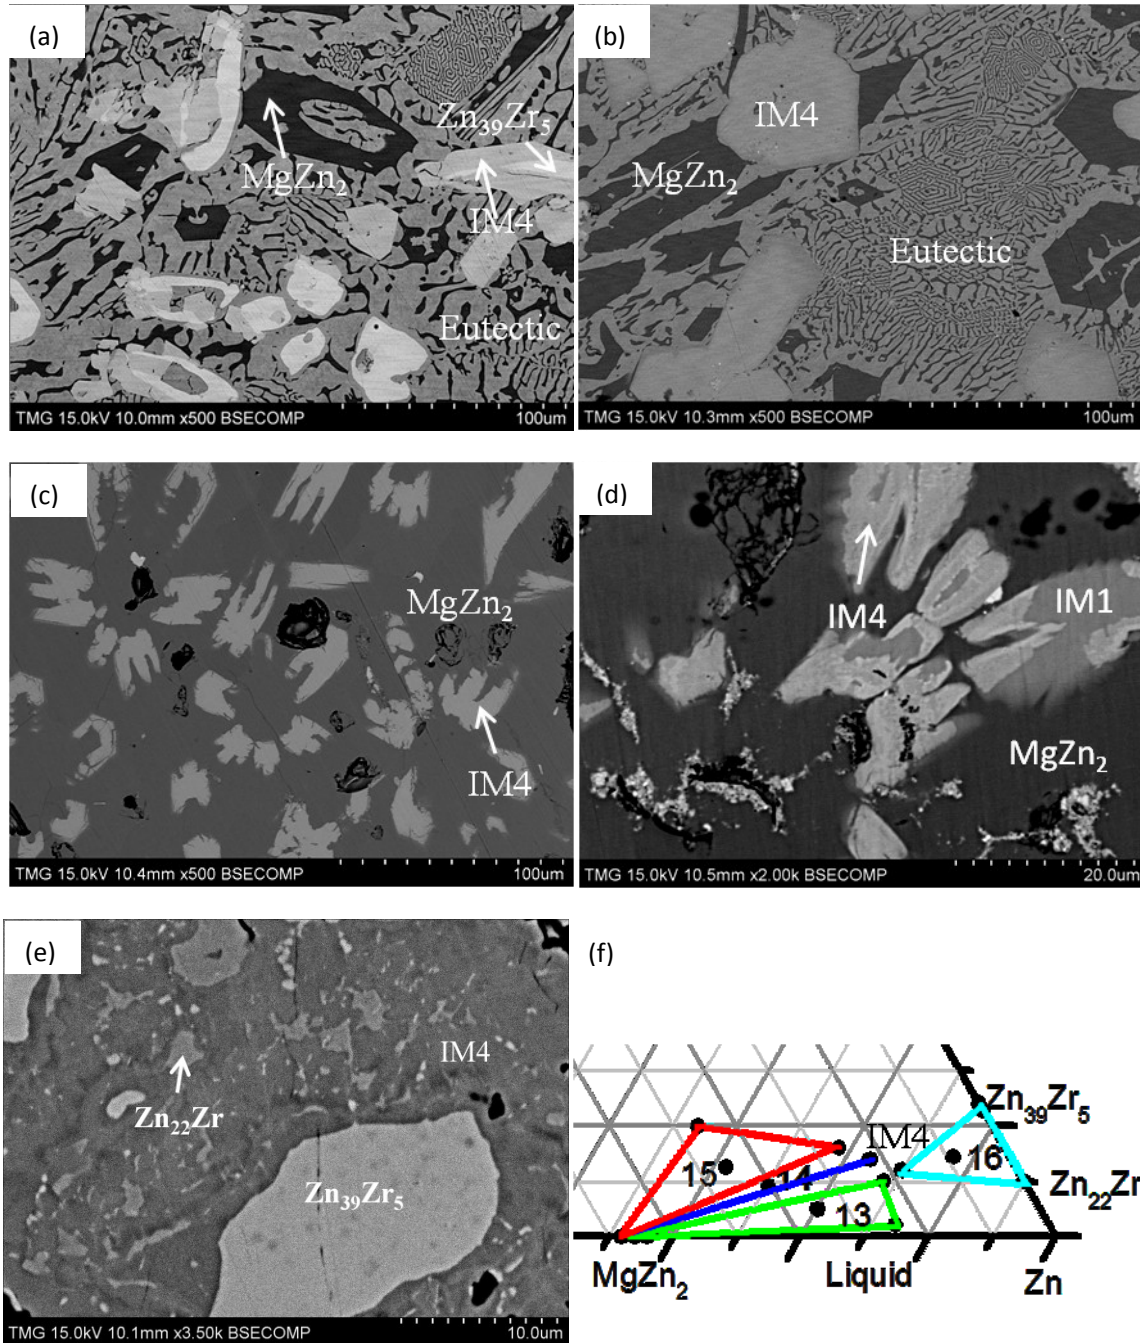 (a)
Zn39Zr5
MgZn2
IM4
Eutectic
TMG 15.0kV 10.0mm x500 BSECOMP 100um
(b)
IM4
MgZn2
Eutectic
TMG 15.0kV 10.3mm x500 BSECOMP 100um
(c)
MgZn2
IM4
TMG 15.0kV 10.4mm x500 BSECOMP 100um
(d)
IM4
IM1
MgZn2
TMG 15.0kV 10.5mm x2.00k BSECOMP 20.0um
(e)
IM4
Zn22Zr
Zn39Zr5
TMG 15.0kV 10.1mm x3.50k BSECOMP 10.0um
(f)
Zn39Zr5
IM4
15
14
16
Zn22Zr
13
MgZn2
Liquid
Zn